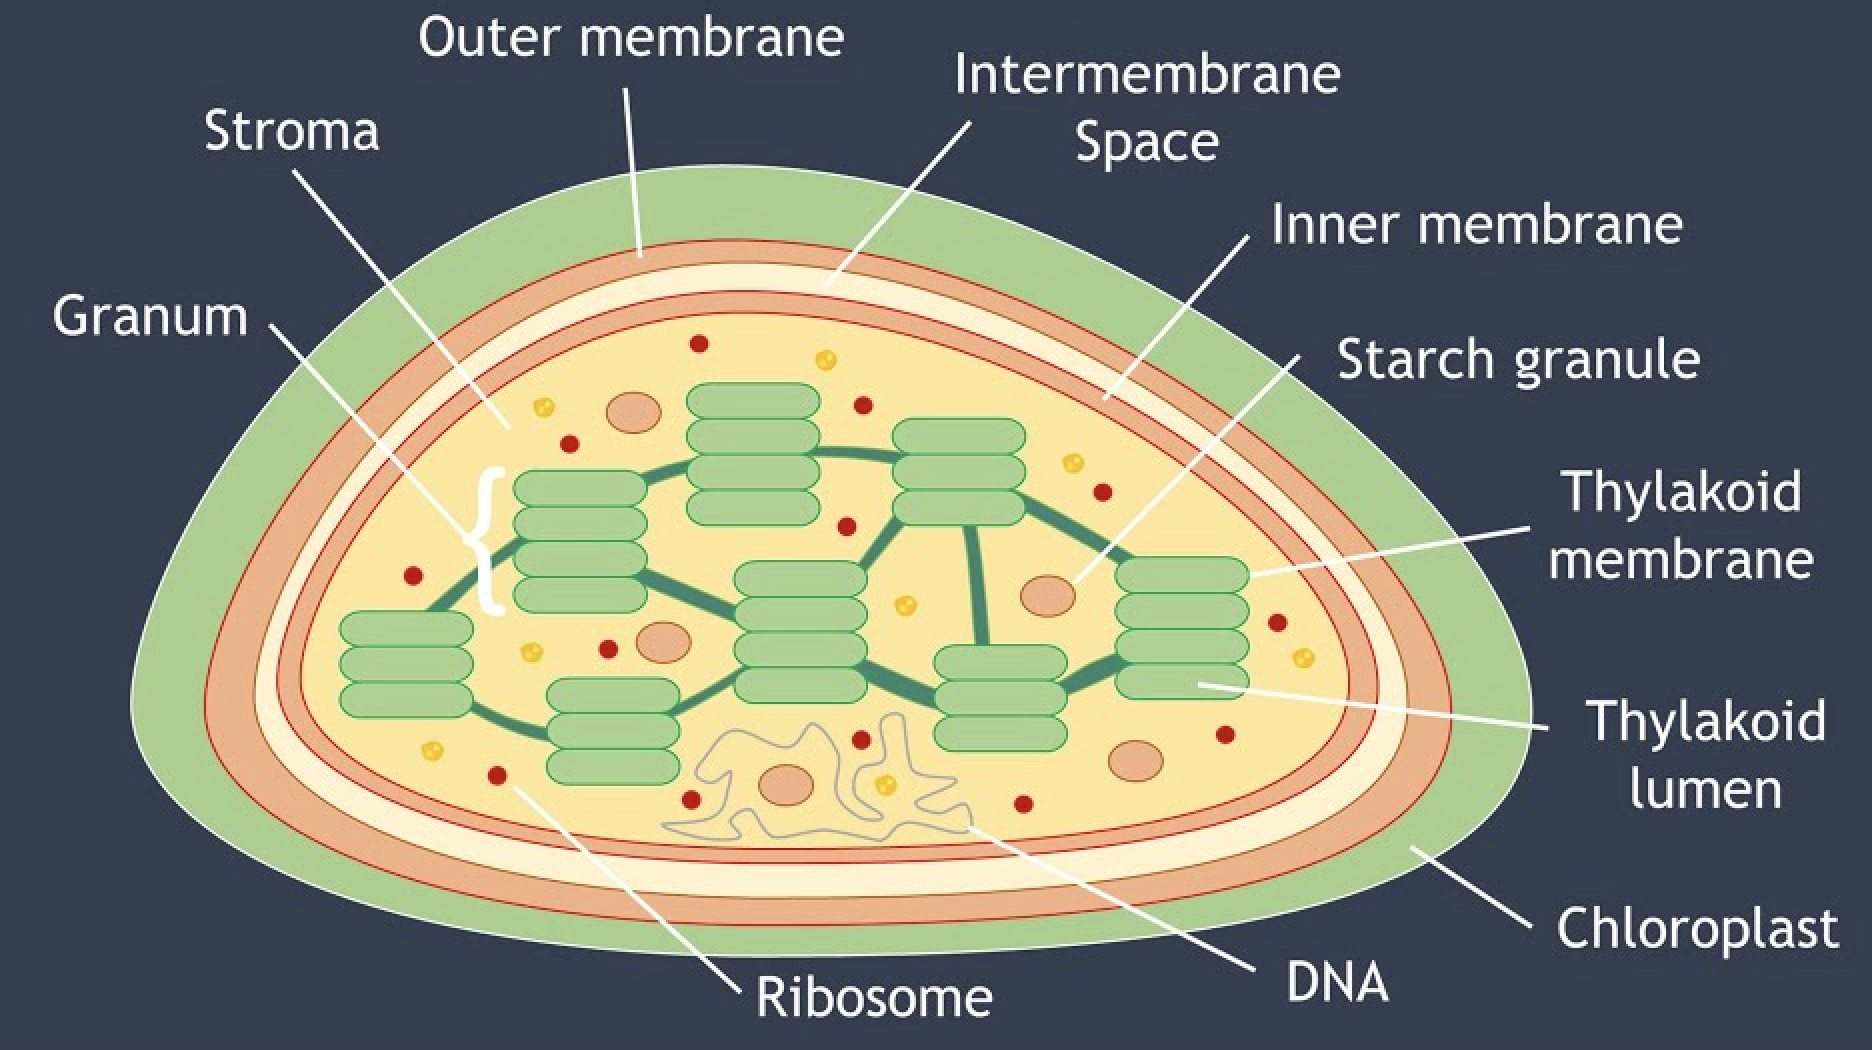 Outer membrane
Intermembrane
Space
Stroma
Inner membrane
Granum
Starch granule
Thylakoid
membrane
Thylakoid
lumen
Chloroplast
DNA
Ribosome